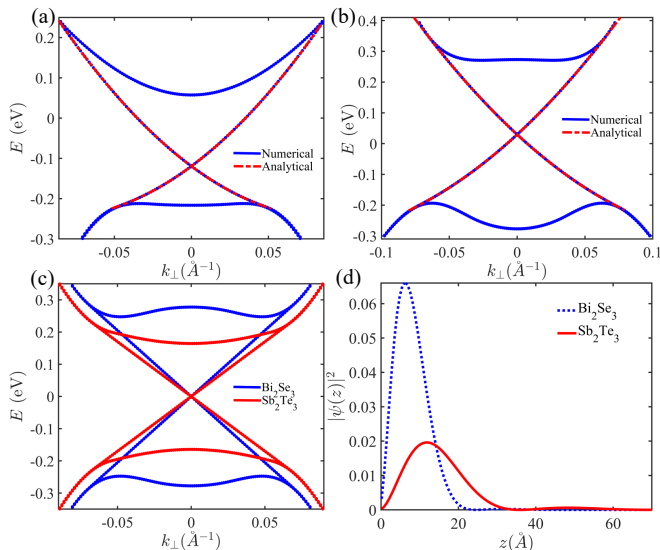 (a)
0.2
0.1
0
-0.1
-0.2
-0.3
E (eV)
Numerical
Analytical
-0.05
0
0.05
k⊥(Å⁻¹)
(b)
0.4
0.3
0.2
0.1
0
-0.1
-0.2
-0.3
E (eV)
Numerical
Analytical
-0.1
-0.05
0
0.05
0.1
k⊥(Å⁻¹)
(c)
0.3
0.2
0.1
0
-0.1
-0.2
-0.3
E (eV)
Bi₂Se₃
Sb₂Te₃
-0.05
0
0.05
k⊥(Å⁻¹)
(d)
0.06
0.05
0.04
0.03
0.02
0.01
0
|ψ(z)|²
Bi₂Se₃
Sb₂Te₃
0
20
40
60
z(Å)